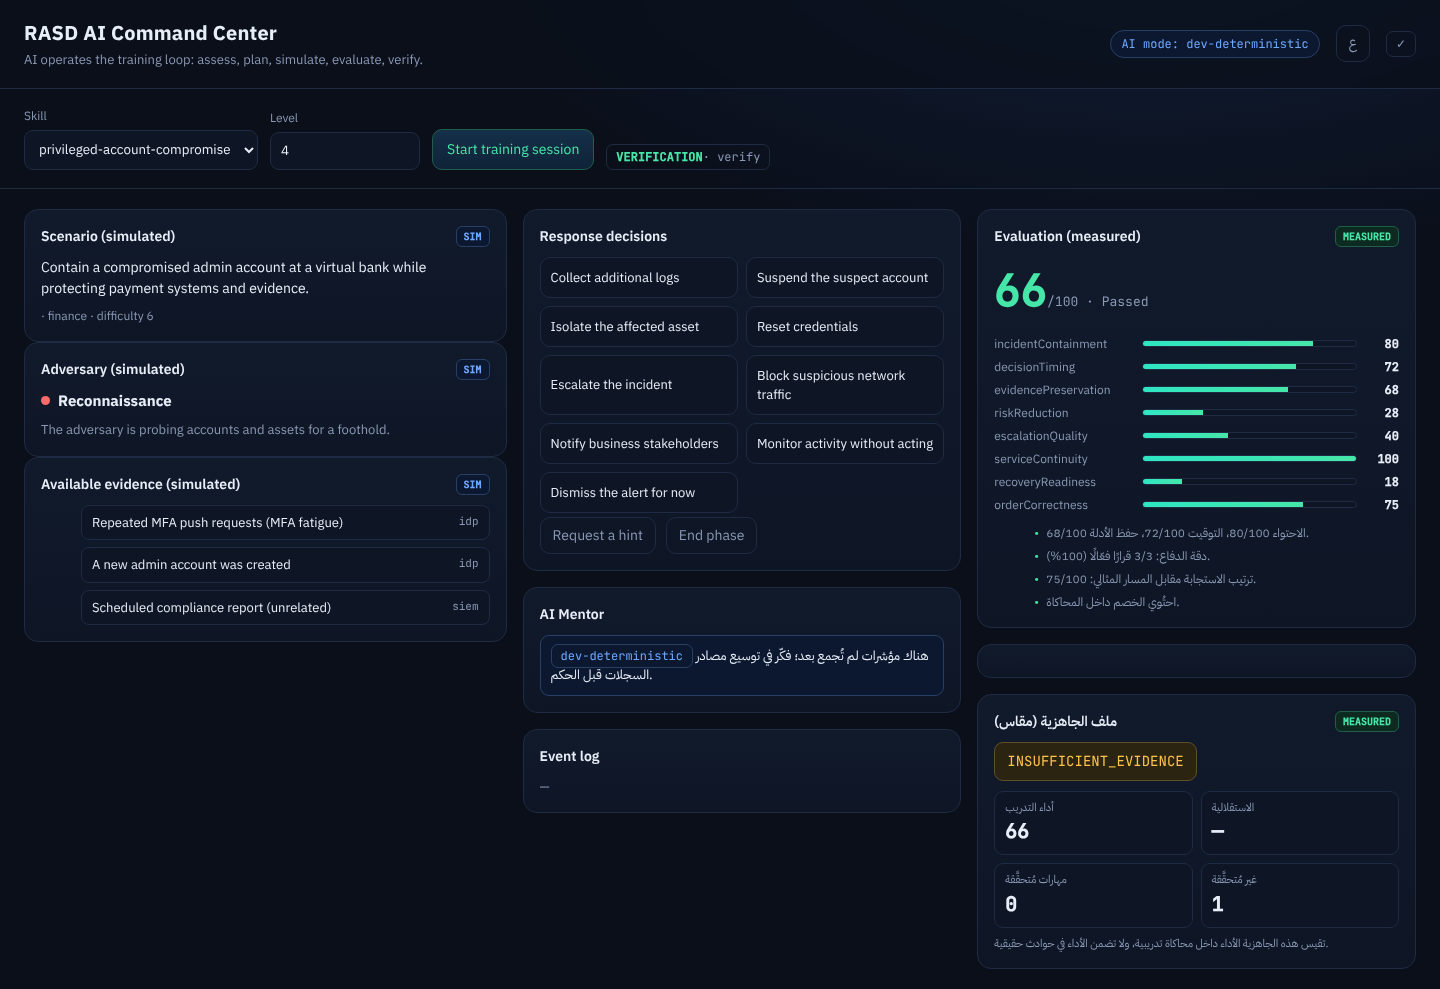 RASD AI Command Center
AI operates the training loop: assess, plan, simulate, evaluate, verify.
AI mode: dev-deterministic
ع
✓
Skill
privileged-account-compromise
Level
4
Start training session
VERIFICATION· verify
Scenario (simulated)
SIM
Contain a compromised admin account at a virtual bank while
protecting payment systems and evidence.
· finance · difficulty 6
Adversary (simulated)
SIM
Reconnaissance
The adversary is probing accounts and assets for a foothold.
Available evidence (simulated)
SIM
Repeated MFA push requests (MFA fatigue)
idp
A new admin account was created
idp
Scheduled compliance report (unrelated)
siem
Response decisions
Collect additional logs
Suspend the suspect account
Isolate the affected asset
Reset credentials
Escalate the incident
Block suspicious network
traffic
Notify business stakeholders
Monitor activity without acting
Dismiss the alert for now
Request a hint
End phase
AI Mentor
dev-deterministic هناك مؤشرات لم تُجمع بعد؛ فكّر في توسيع مصادر
السجلات قبل الحكم.
Event log
—
Evaluation (measured)
MEASURED
66/100 · Passed
incidentContainment 80
decisionTiming 72
evidencePreservation 68
riskReduction 28
escalationQuality 40
serviceContinuity 100
recoveryReadiness 18
orderCorrectness 75
• الاحتواء 80/100، التوقيت 72/100، حفظ الأدلة 68/100.
• دقة الدفاع: 3/3 قرارًا فعّالًا (100%).
• ترتيب الاستجابة مقابل المسار المثالي: 75/100.
• احتُوي الخصم داخل المحاكاة.
ملف الجاهزية (مقاس)
MEASURED
INSUFFICIENT_EVIDENCE
أداء التدريب
66
الاستقلالية
—
مهارات مُتحقَّقة
0
غير مُتحقَّقة
1
تقيس هذه الجاهزية الأداء داخل محاكاة تدريبية، ولا تضمن الأداء في حوادث حقيقية.